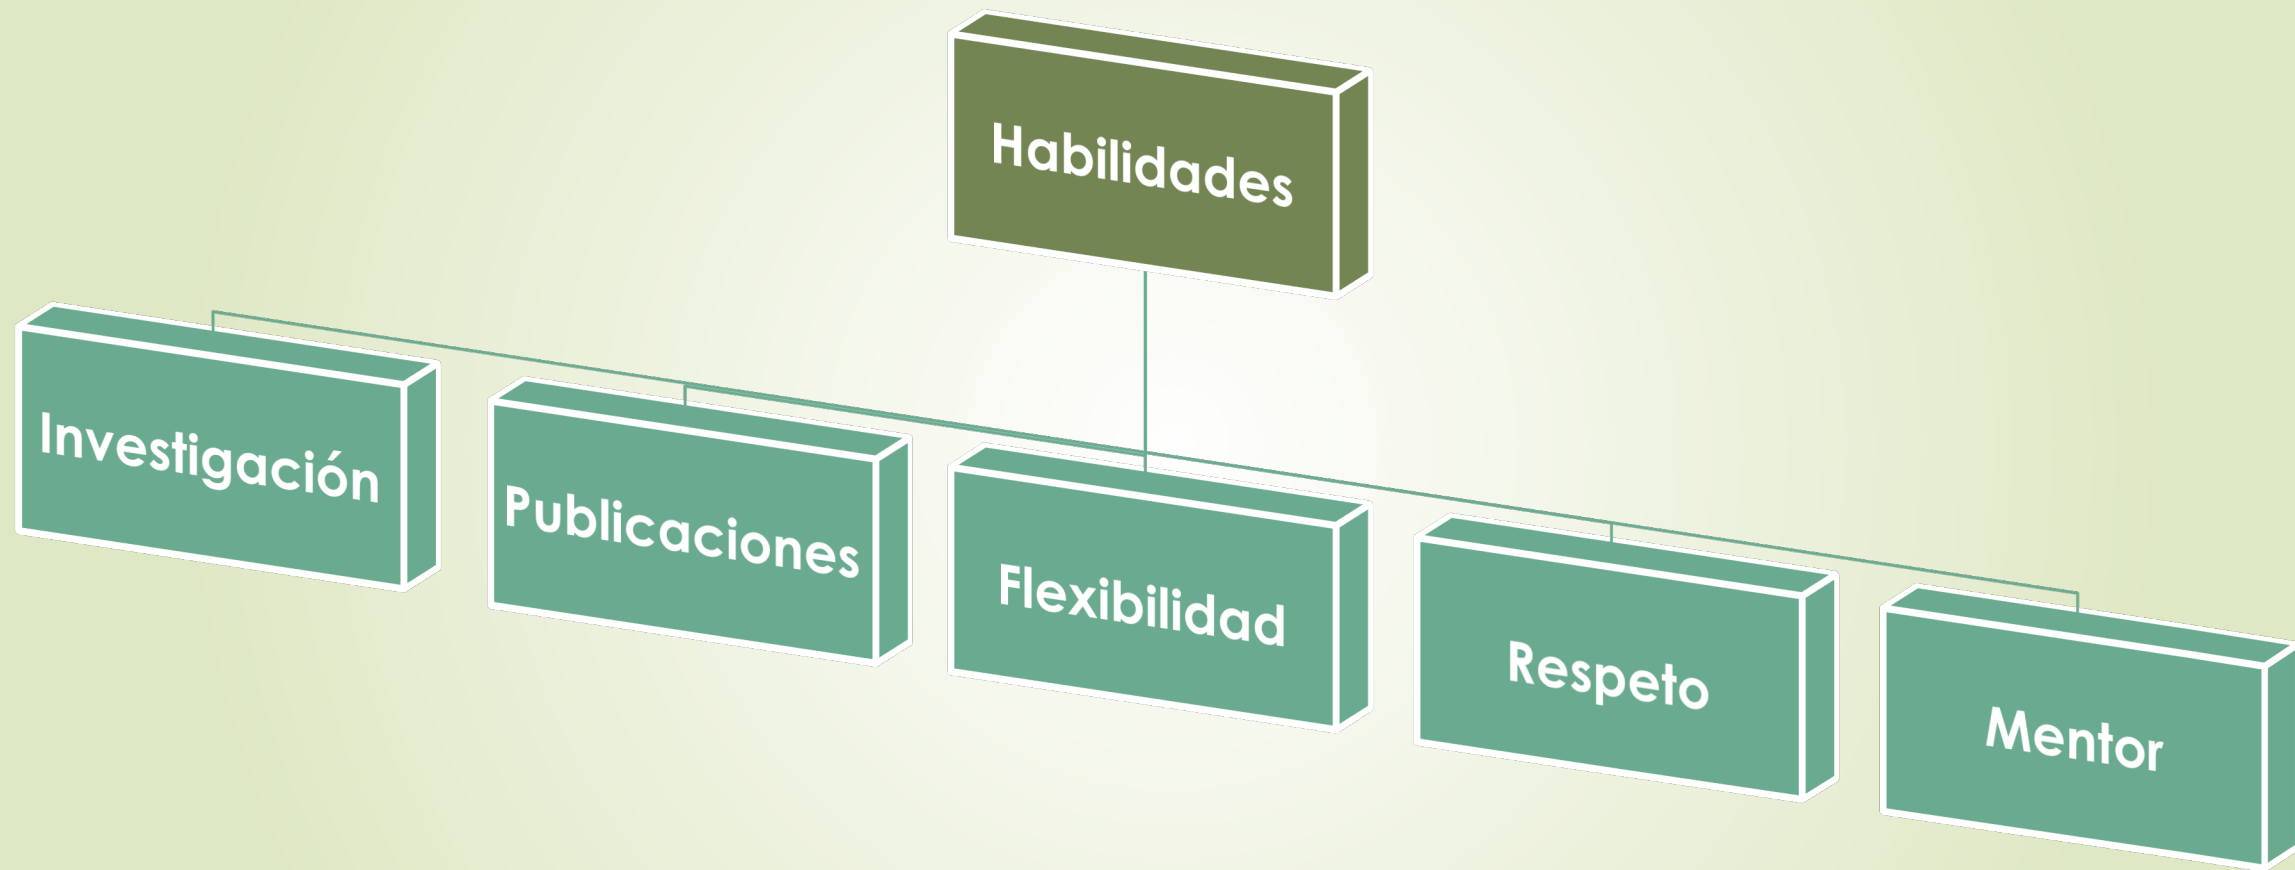 Habilidades
Investigación
Publicaciones
Flexibilidad
Respeto
Mentor